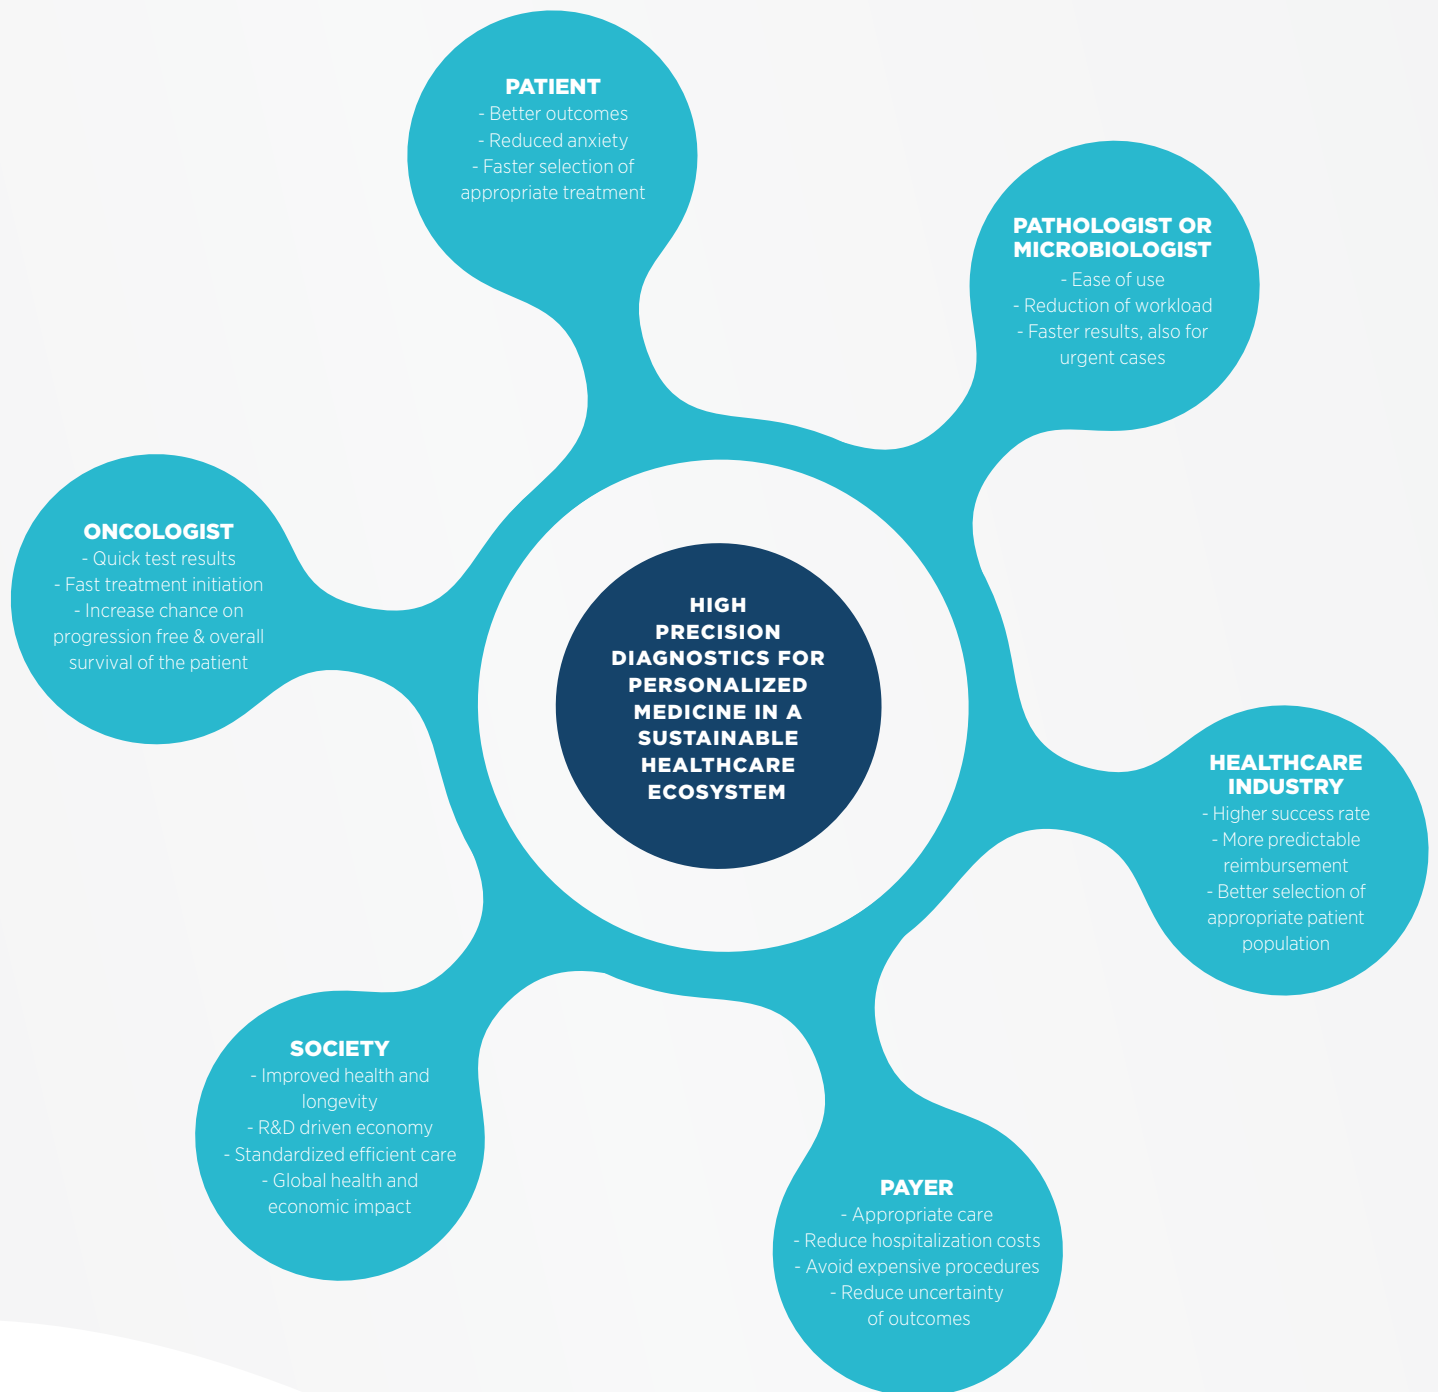 PATIENT
- Better outcomes
- Reduced anxiety
- Faster selection of
appropriate treatment
PATHOLOGIST OR
MICROBIOLOGIST
- Ease of use
- Reduction of workload
- Faster results, also for
urgent cases
ONCOLOGIST
- Quick test results
- Fast treatment initiation
- Increase chance on
progression free & overall
survival of the patient
HIGH
PRECISION
DIAGNOSTICS FOR
PERSONALIZED
MEDICINE IN A
SUSTAINABLE
HEALTHCARE
ECOSYSTEM
HEALTHCARE
INDUSTRY
- Higher success rate
- More predictable
reimbursement
- Better selection of
appropriate patient
population
SOCIETY
- Improved health and
longevity
- R&D driven economy
- Standardized efficient care
- Global health and
economic impact
PAYER
- Appropriate care
- Reduce hospitalization costs
- Avoid expensive procedures
- Reduce uncertainty
of outcomes